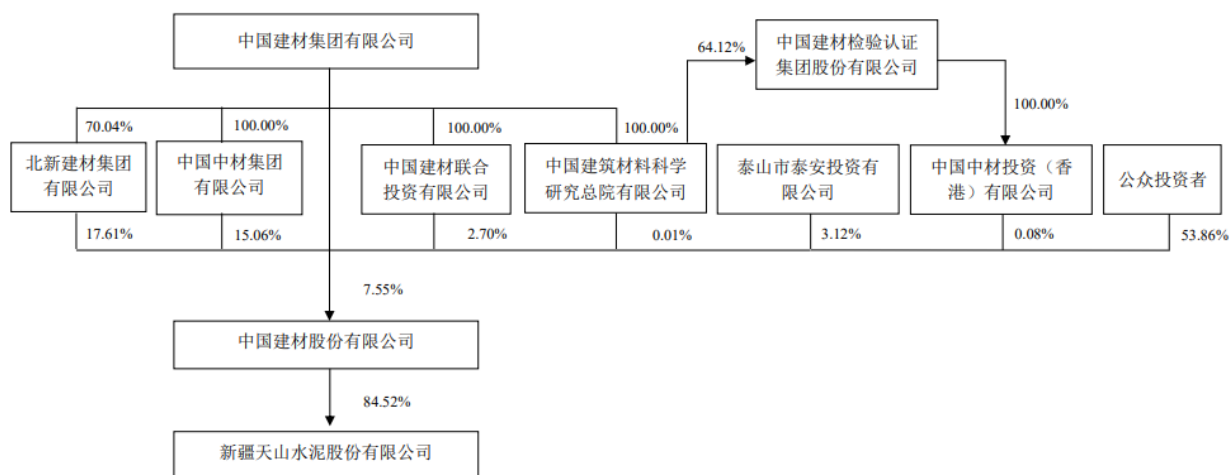 中国建材集团有限公司
64.12%
中国建材检验认证
集团股份有限公司
100.00%
70.04%
100.00%
100.00%
100.00%
北新建材集团
有限公司
中国中材集团
有限公司
中国建材联合
投资有限公司
中国建筑材料科学
研究总院有限公司
泰山市泰安投资有
限公司
中国中材投资（香
港）有限公司
公众投资者
17.61%
15.06%
2.70%
0.01%
3.12%
0.08%
53.86%
7.55%
中国建材股份有限公司
84.52%
新疆天山水泥股份有限公司